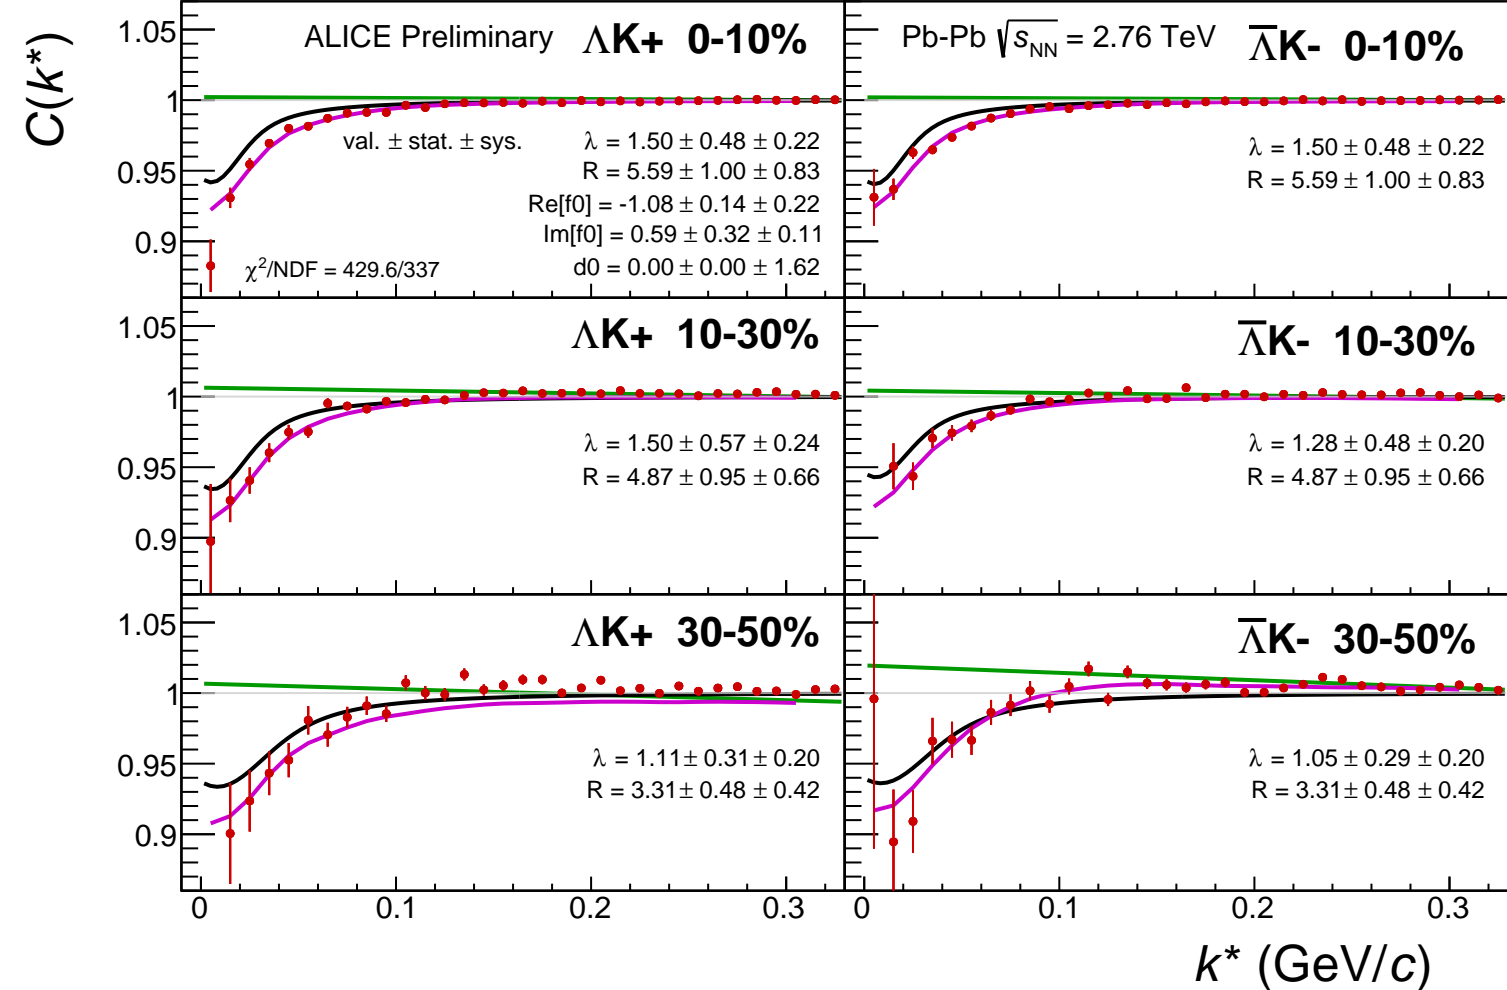 C(k*)
ALICE Preliminary ΛK+ 0-10%
1.05
1
0.95
0.9
val. ± stat. ± sys.
λ = 1.50 ± 0.48 ± 0.22
R = 5.59 ± 1.00 ± 0.83
Re[f0] = -1.08 ± 0.14 ± 0.22
Im[f0] = 0.59 ± 0.32 ± 0.11
d0 = 0.00 ± 0.00 ± 1.62
χ²/NDF = 429.6/337
Pb-Pb √s_NN = 2.76 TeV Λ̅K- 0-10%
λ = 1.50 ± 0.48 ± 0.22
R = 5.59 ± 1.00 ± 0.83
ΛK+ 10-30%
1.05
1
0.95
0.9
λ = 1.50 ± 0.57 ± 0.24
R = 4.87 ± 0.95 ± 0.66
Λ̅K- 10-30%
λ = 1.28 ± 0.48 ± 0.20
R = 4.87 ± 0.95 ± 0.66
ΛK+ 30-50%
1.05
1
0.95
0.9
λ = 1.11 ± 0.31 ± 0.20
R = 3.31 ± 0.48 ± 0.42
Λ̅K- 30-50%
λ = 1.05 ± 0.29 ± 0.20
R = 3.31 ± 0.48 ± 0.42
0 0.1 0.2 0.3
0 0.1 0.2 0.3
k* (GeV/c)